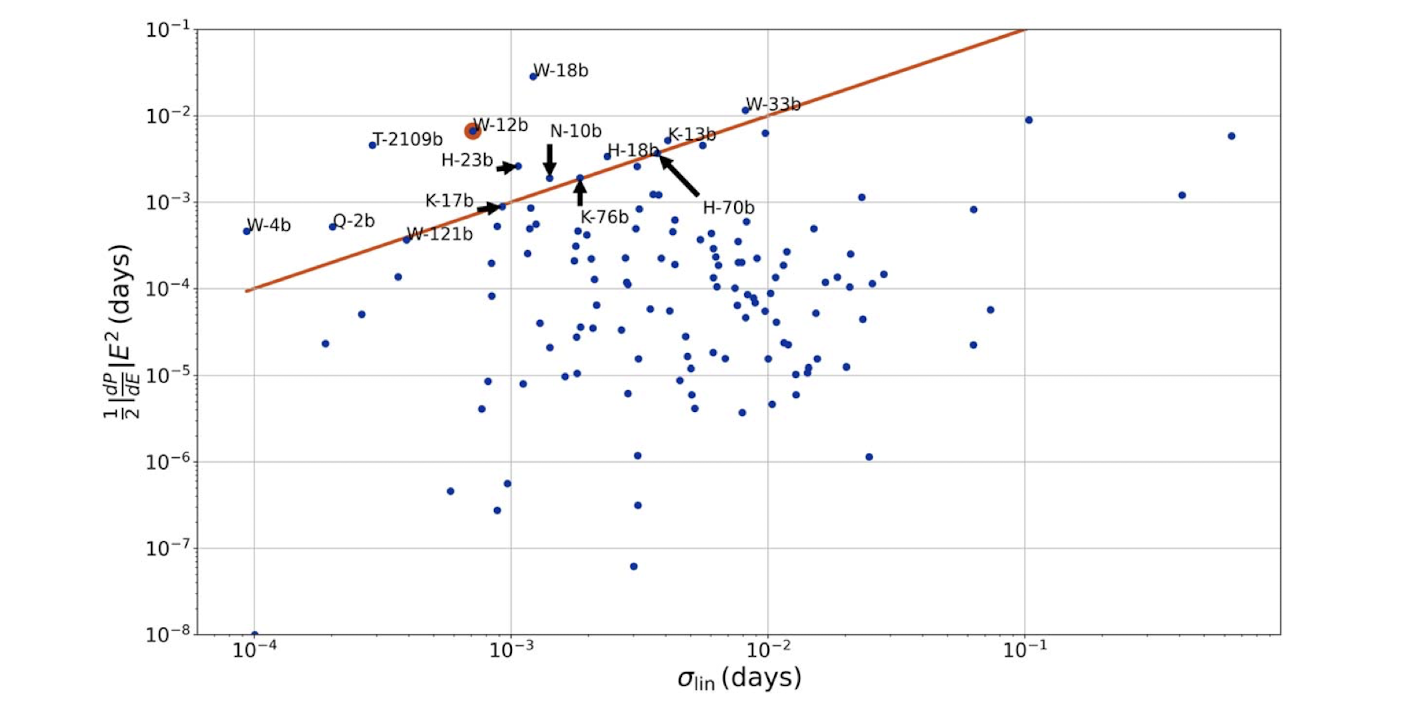 10⁻¹
W-18b
10⁻²
W-33b
W-12b
N-10b
K-13b
T-2109b
H-18b
H-23b
10⁻³
K-17b
H-70b
K-76b
W-4b
Q-2b
W-121b
10⁻⁴
10⁻⁵
10⁻⁶
10⁻⁷
10⁻⁸
½|dP/dE|E² (days)
10⁻⁴ 10⁻³ 10⁻² 10⁻¹
σlin (days)